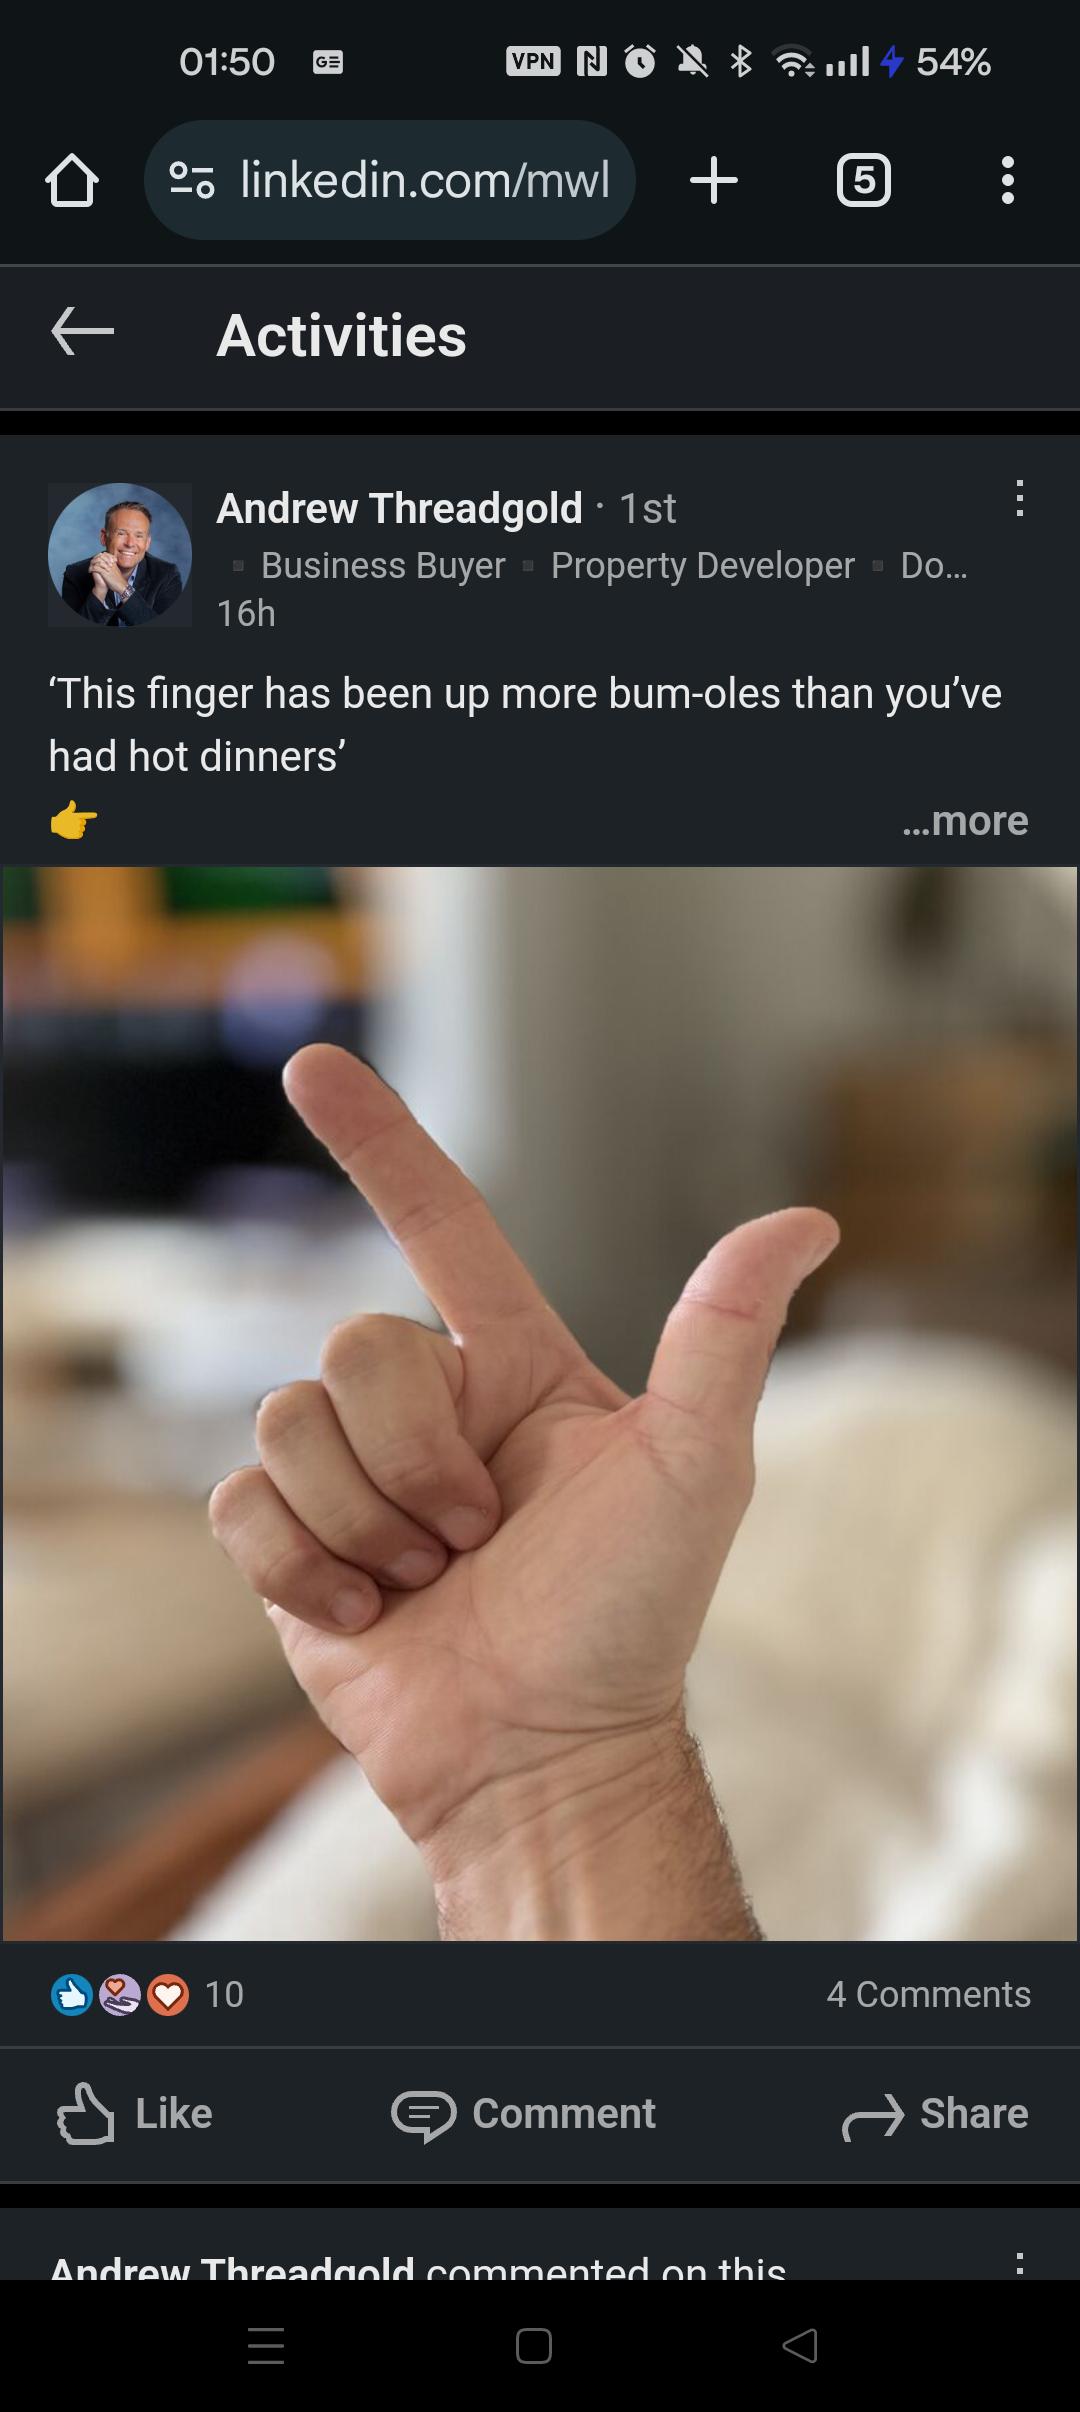 01:50 GE VPN 54%
linkedin.com/mwl 5
Activities
Andrew Threadgold · 1st
▪ Business Buyer ▪ Property Developer ▪ Do...
16h
‘This finger has been up more bum-oles than you’ve
had hot dinners’
👉 ...more
10 4 Comments
Like Comment Share
Andrew Threadgold commented on this